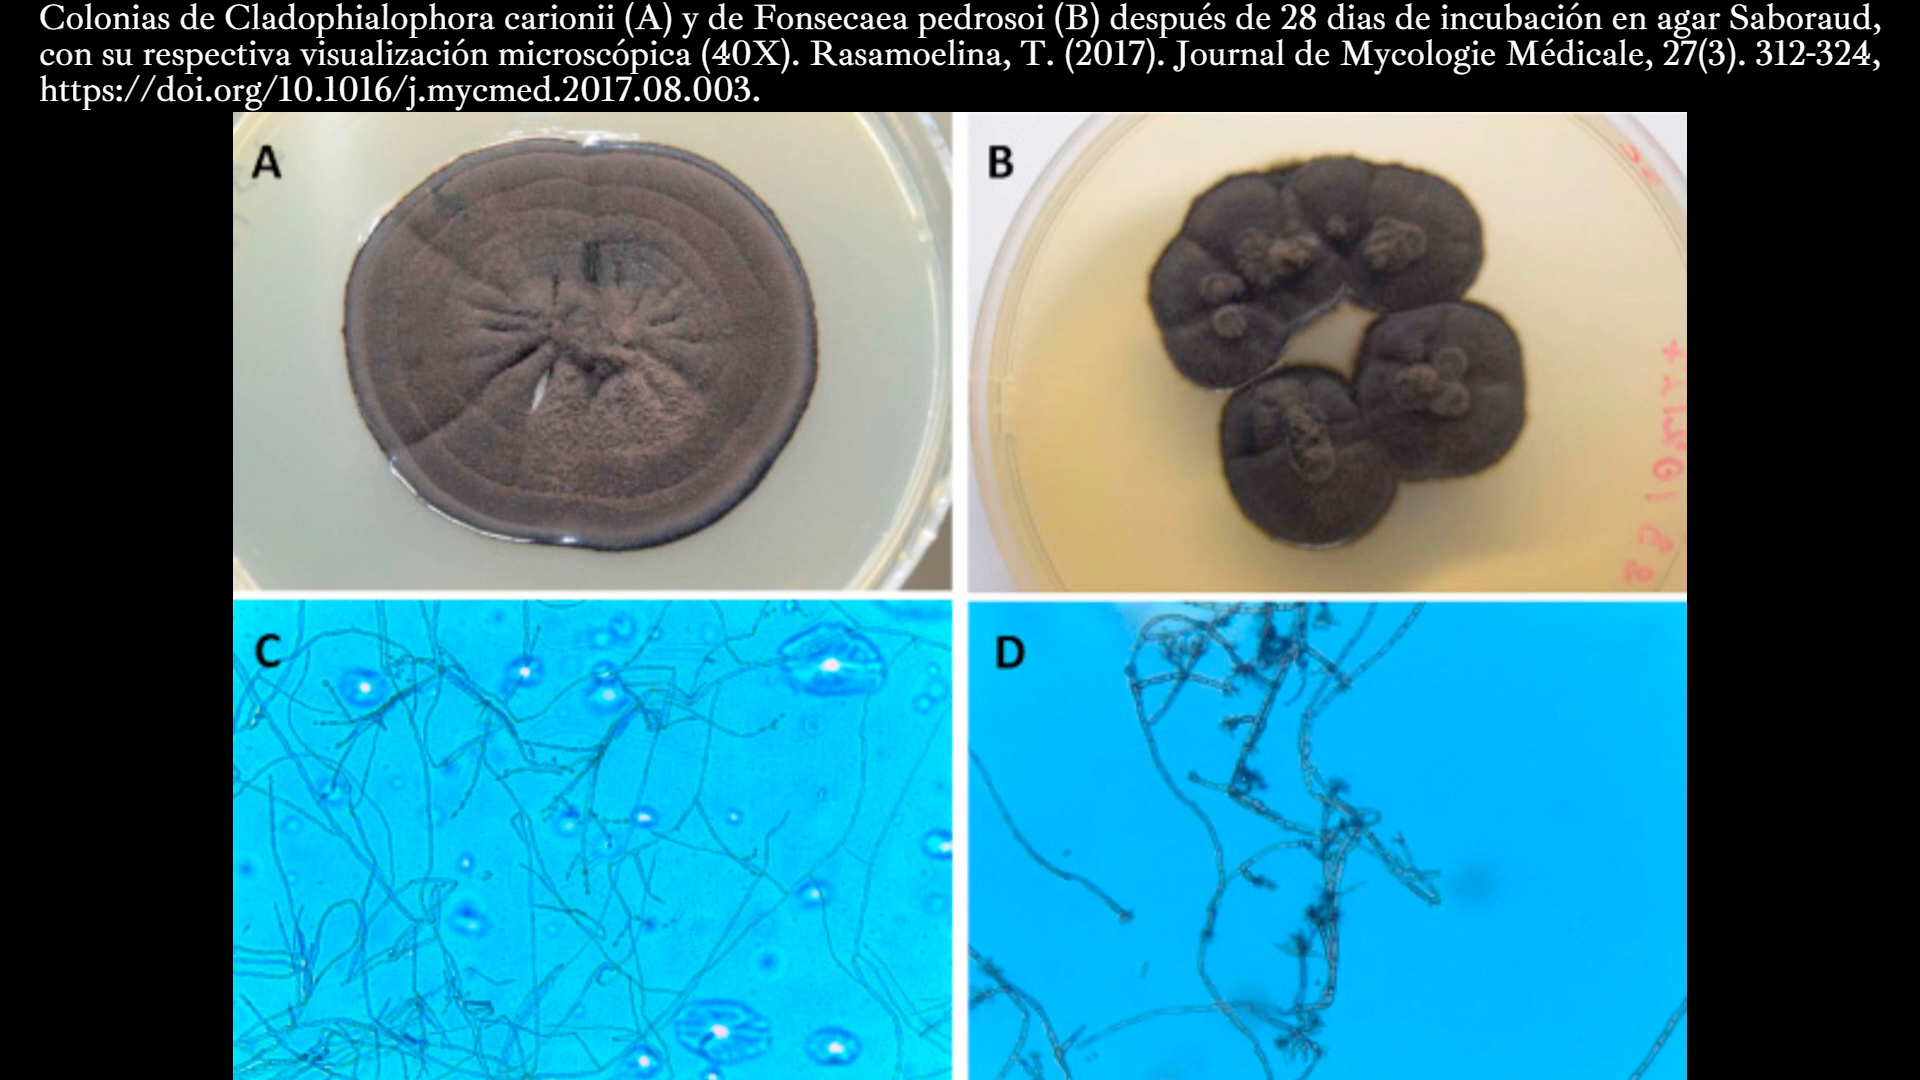 Colonias de Cladophialophora carionii (A) y de Fonsecaea pedrosoi (B) después de 28 dias de incubación en agar Saboraud,
con su respectiva visualización microscópica (40X). Rasamoelina, T. (2017). Journal de Mycologie Médicale, 27(3). 312-324,
https://doi.org/10.1016/j.mycmed.2017.08.003.
A
B
C
D